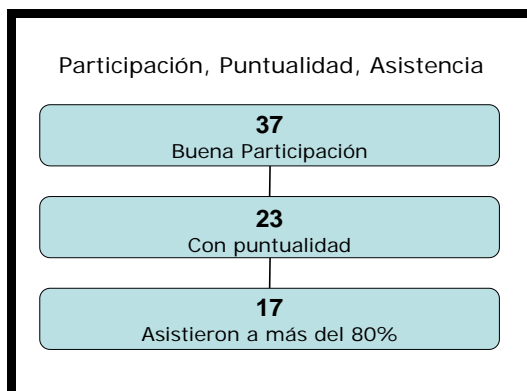 Participación, Puntualidad, Asistencia
37
Buena Participación
23
Con puntualidad
17
Asistieron a más del 80%